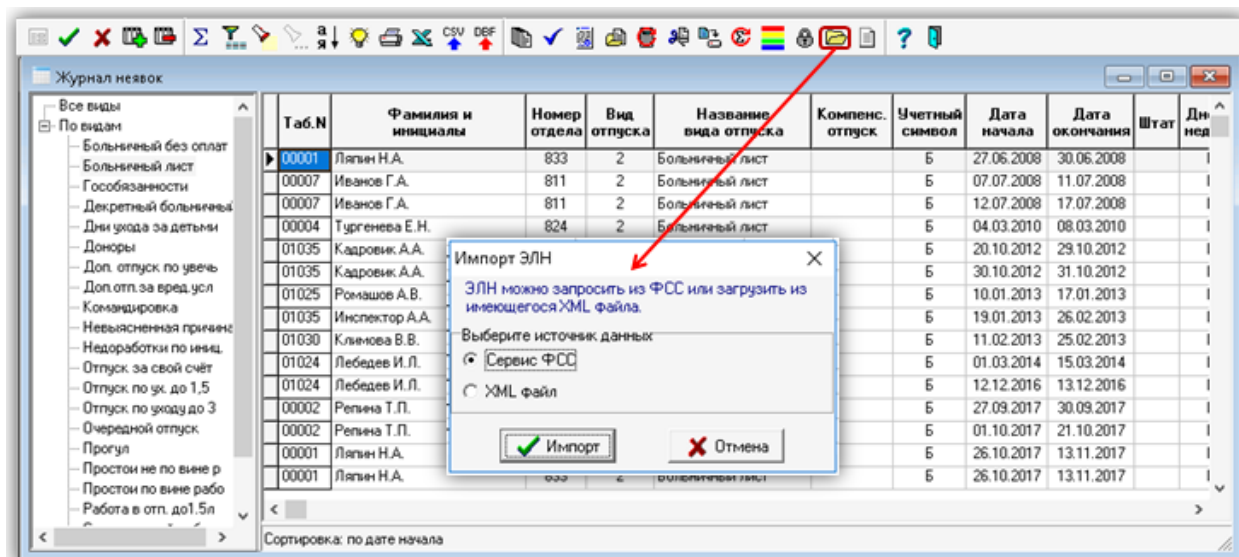 CSV DBF
Журнал неявок
Все виды
По видам
Больничный без оплат
Больничный лист
Гособязанности
Декретный больничный
Дни ухода за детьми
Доноры
Доп. отпуск по увечь
Доп.отп.за вред.усл
Командировка
Невыясненная причина
Недоработки по иниц.
Отпуск за свой счёт
Отпуск по ух. до 1,5
Отпуск по уходу до 3
Очередной отпуск
Прогул
Простои не по вине р
Простои по вине рабо
Работа в отп. до1.5л
Таб.N Фамилия и инициалы Номер отдела Вид отпуска Название вида отпуска Компенс. отпуск Учетный символ Дата начала Дата окончания Штат
00001 Ляпин Н.А. 833 2 Больничный лист Б 27.06.2008 30.06.2008
00007 Иванов Г.А. 811 2 Больничный лист Б 07.07.2008 11.07.2008
00007 Иванов Г.А. 811 2 Больничный лист Б 12.07.2008 17.07.2008
00004 Тургенева Е.Н. 824 2 Больничный лист Б 04.03.2010 08.03.2010
01035 Кадровик А.А. Б 20.10.2012 29.10.2012
01035 Кадровик А.А. Б 30.10.2012 31.10.2012
01025 Ромашов А.В. Б 10.01.2013 17.01.2013
01035 Инспектор А.А. Б 19.01.2013 26.02.2013
01030 Климова В.В. Б 11.02.2013 25.02.2013
01024 Лебедев И.Л. Б 01.03.2014 15.03.2014
01024 Лебедев И.Л. Б 12.12.2016 13.12.2016
00002 Репина Т.П. Б 27.09.2017 30.09.2017
00002 Репина Т.П. Б 01.10.2017 21.10.2017
00001 Ляпин Н.А. Б 26.10.2017 13.11.2017
00001 Ляпин Н.А. 833 2 Больничный лист Б 26.10.2017 13.11.2017
Импорт ЭЛН
ЭЛН можно запросить из ФСС или загрузить из
имеющегося XML файла.
Выберите источник данных
Сервис ФСС
XML файл
Импорт Отмена
Сортировка: по дате начала